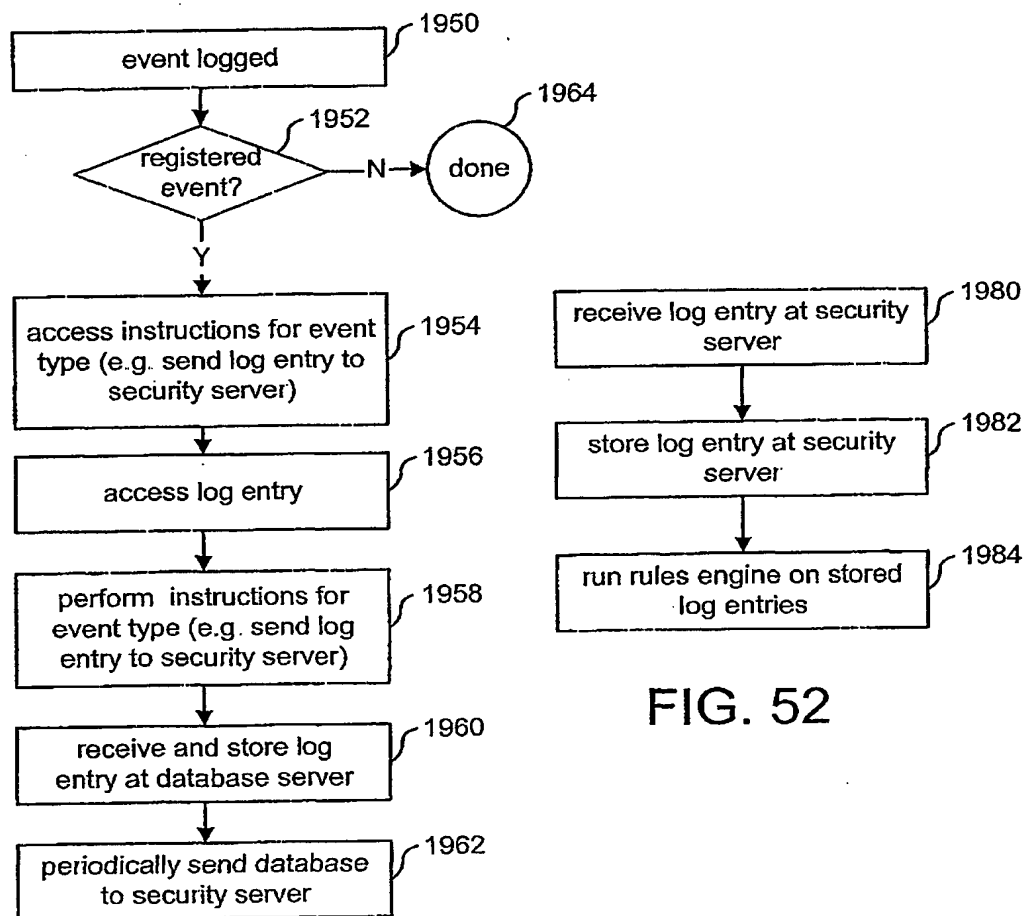 event logged
1950
registered
event?
1952
N
done
1964
Y
access instructions for event
type (e.g. send log entry to
security server)
1954
access log entry
1956
perform instructions for
event type (e.g. send log
entry to security server)
1958
receive and store log
entry at database server
1960
periodically send database
to security server
1962
receive log entry at security
server
1980
store log entry at security
server
1982
run rules engine on stored
log entries
1984
FIG. 52